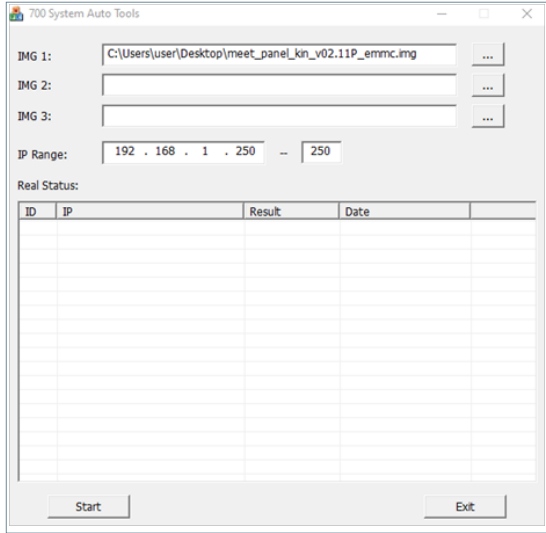 700 System Auto Tools
IMG 1: C:\Users\user\Desktop\meet_panel_kin_v02.11P_emmc.img ...
IMG 2: ...
IMG 3: ...
IP Range: 192 . 168 . 1 . 250 -- 250
Real Status:
ID IP Result Date
Start Exit